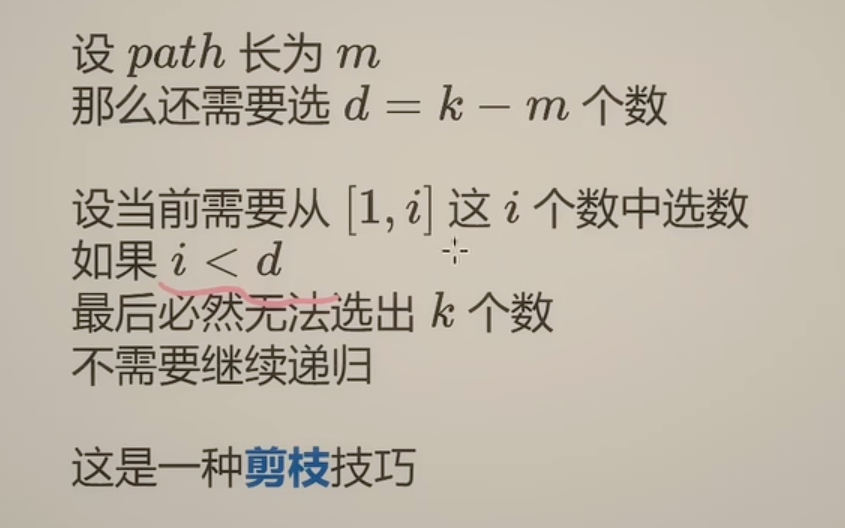 设 path 长为 m
那么还需要选 d = k − m 个数
设当前需要从 [1, i] 这 i 个数中选数
如果 i < d
最后必然无法选出 k 个数
不需要继续递归
这是一种剪枝技巧